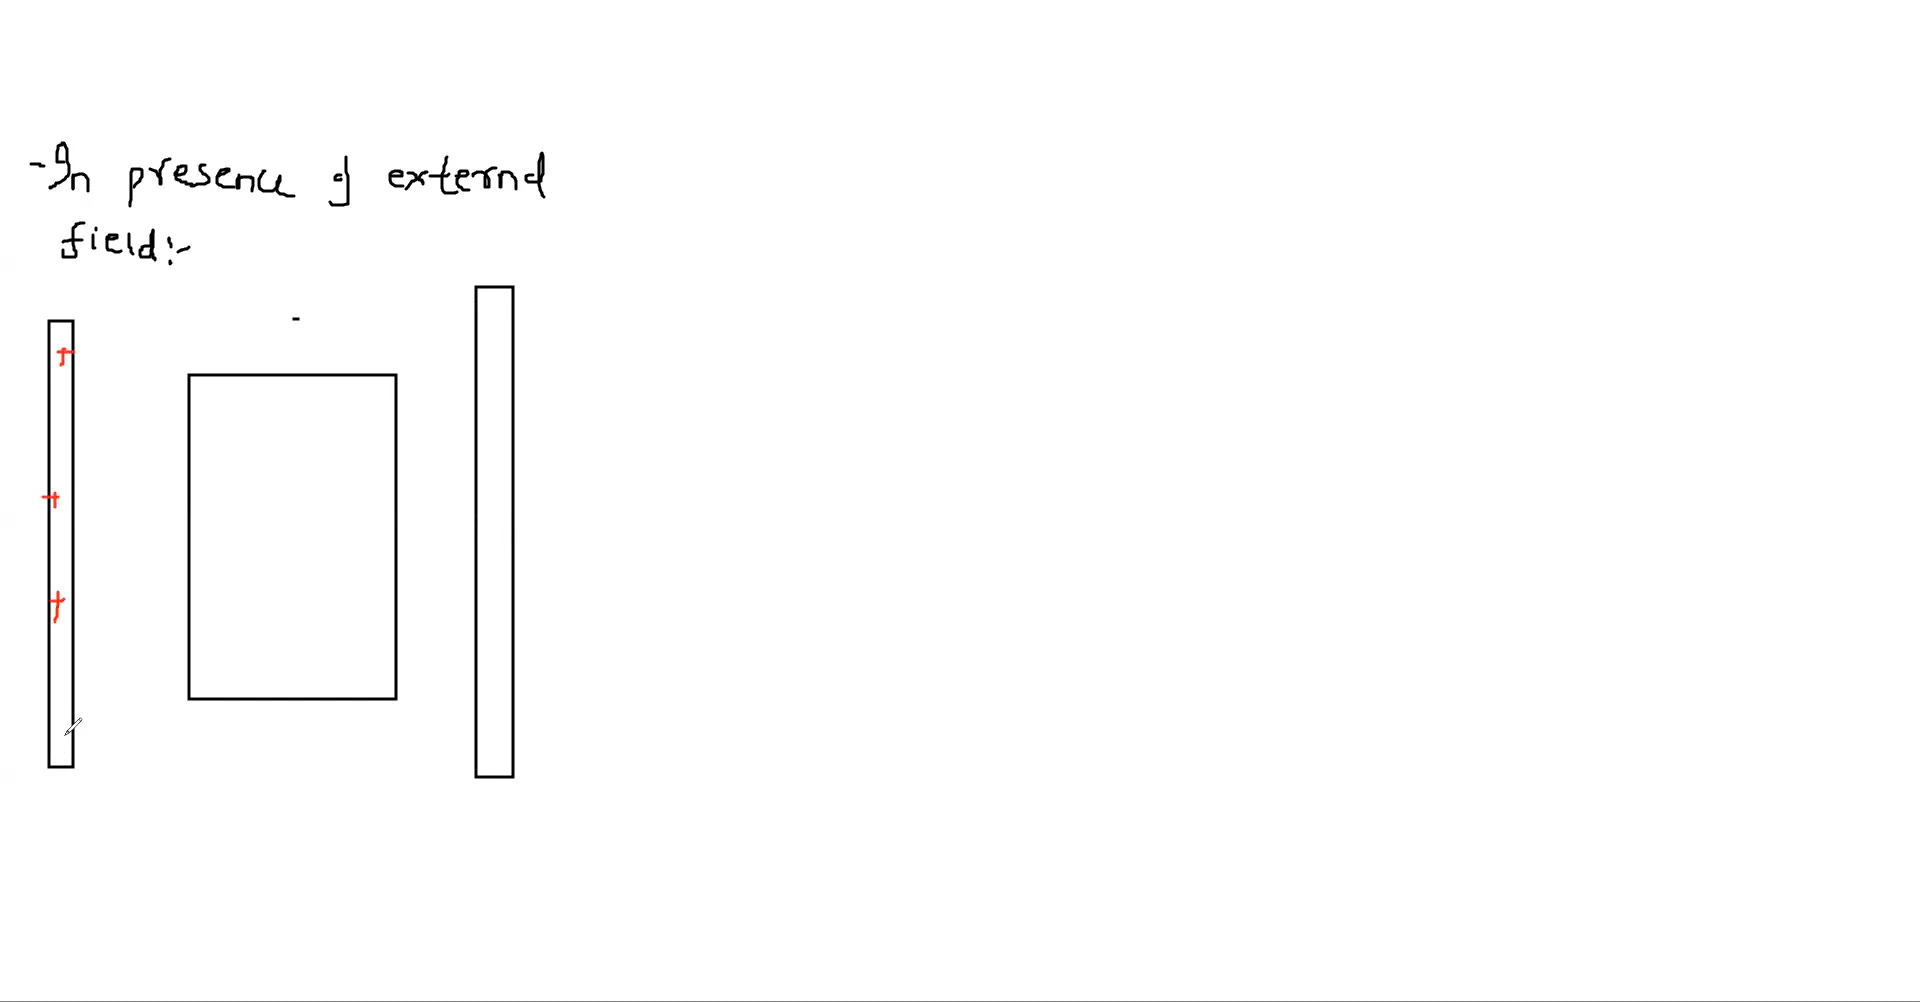 - In presence of external
field :-
-
+
+
+